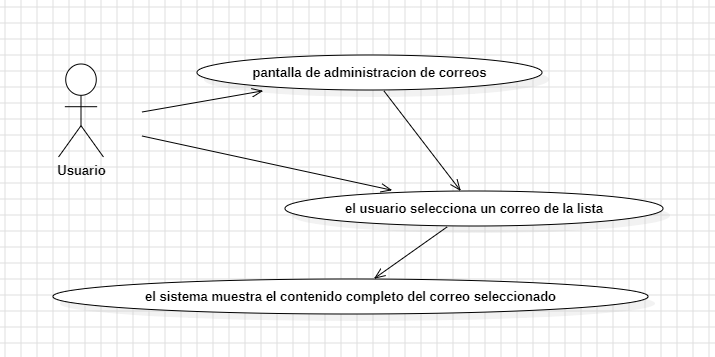 pantalla de administracion de correos
Usuario
el usuario selecciona un correo de la lista
el sistema muestra el contenido completo del correo seleccionado